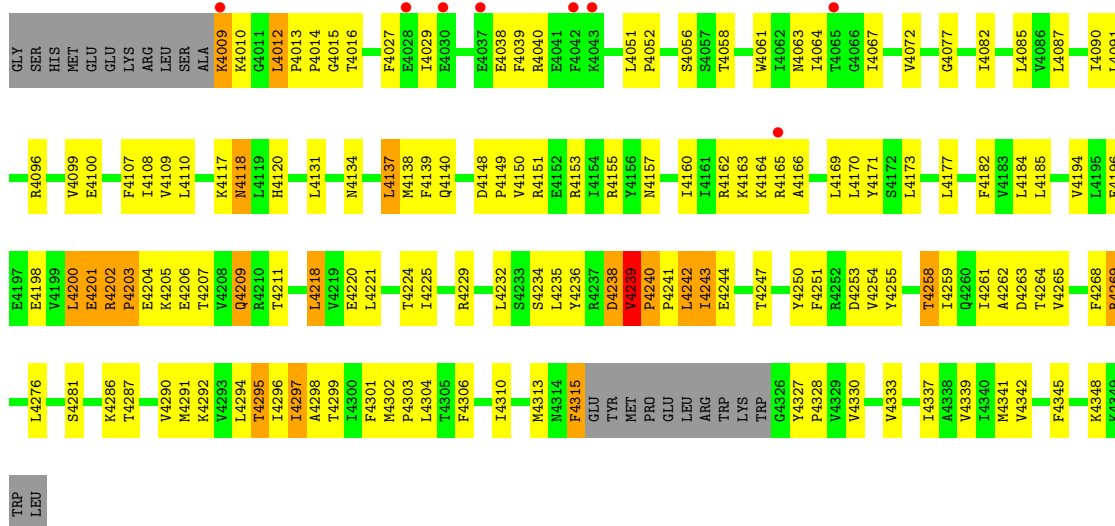 GLY SER HIS MET GLU GLU LYS ARG LEU SER ALA K4009 K4010 G4011 L4012 P4013 P4014 G4015 T4016 F4027 E4028 I4029 E4030 E4037 E4038 F4039 R4040 E4041 F4042 K4043 L4051 P4052 S4056 S4057 T4058 W4061 I4062 N4063 I4064 T4065 G4066 I4067 V4072 G4077 I4082 L4085 V4086 L4087 I4090 L4091
R4096 V4099 E4100 F4107 I4108 V4109 L4110 K4117 N4118 L4119 H4120 L4131 N4134 L4137 M4138 F4139 Q4140 D4148 P4149 V4150 R4151 E4152 R4153 I4154 R4155 Y4156 N4157 I4160 I4161 R4162 K4163 K4164 R4165 A4166 L4169 L4170 Y4171 S4172 L4173 L4177 F4182 V4183 L4184 L4185 V4194 L4195
E4197 E4198 V4199 L4200 E4201 R4202 P4203 E4204 K4205 E4206 T4207 V4208 Q4209 R4210 T4211 L4218 V4219 E4220 L4221 T4224 I4225 R4229 L4232 S4233 S4234 L4235 Y4236 R4237 D4238 V4239 P4240 P4241 L4242 I4243 E4244 T4247 Y4250 F4251 R4252 D4253 V4254 Y4255 T4258 I4259 Q4260 I4261 A4262 D4263 T4264 V4265 F4268
L4276 S4281 K4286 T4287 V4290 M4291 K4292 V4293 L4294 T4295 I4296 I4297 A4298 T4299 I4300 F4301 M4302 P4303 L4304 T4305 F4306 I4310 M4313 N4314 F4315 GLU TYR MET PRO GLU LEU ARG TRP LYS TRP G4326 Y4327 P4328 V4329 V4330 V4333 I4337 A4338 V4339 I4340 M4341 V4342 F4345 K4348 K4349
TRP LEU